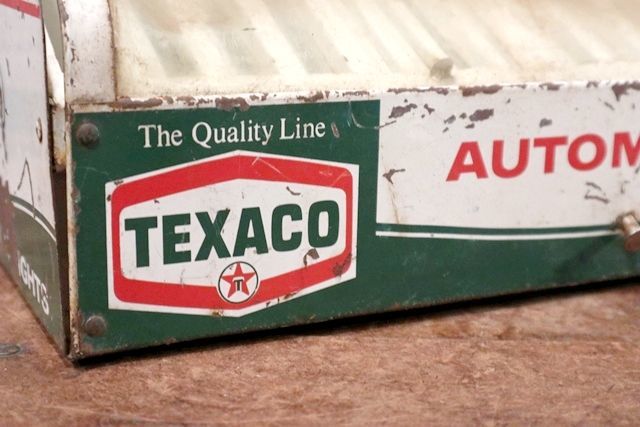 The Quality Line
TEXACO
T
AUTOM
IGHTS